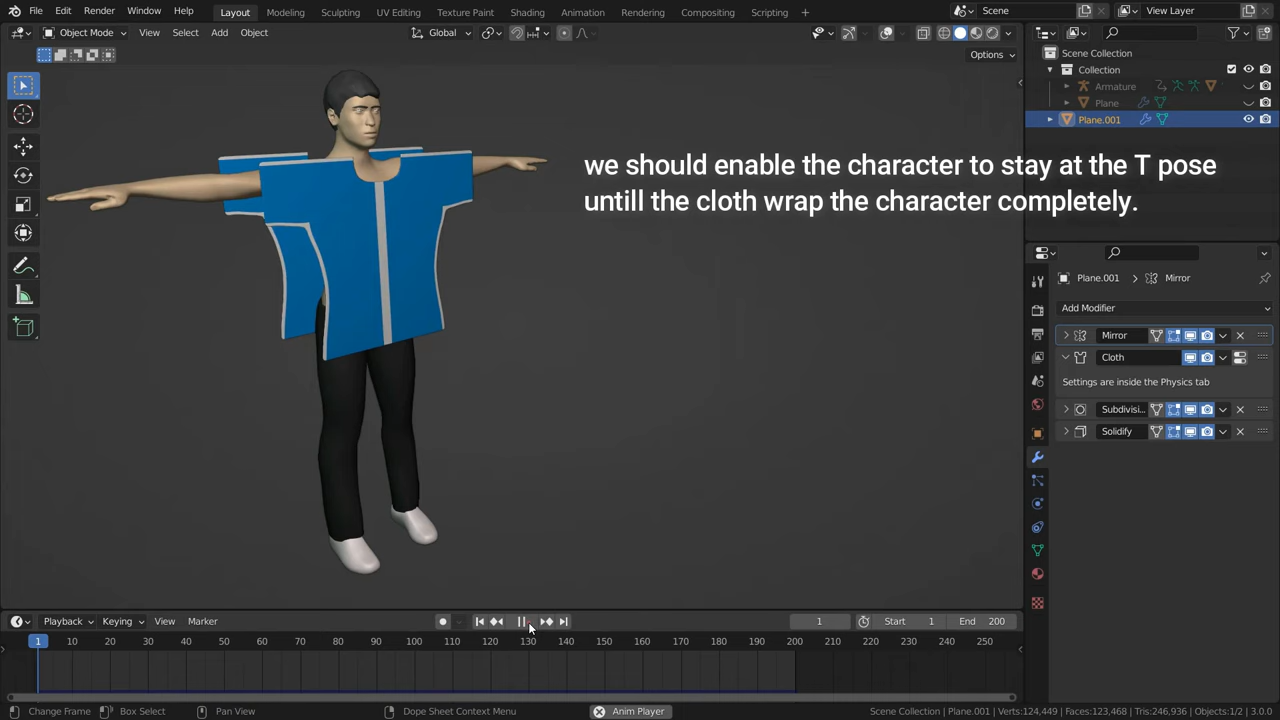 File Edit Render Window Help Layout Modeling Sculpting UV Editing Texture Paint Shading Animation Rendering Compositing Scripting + Scene View Layer
Object Mode View Select Add Object Global
Options
Scene Collection
Collection
Armature
Plane
Plane.001
we should enable the character to stay at the T pose
untill the cloth wrap the character completely.
Plane.001 > Mirror
Add Modifier
Mirror
Cloth
Settings are inside the Physics tab
Subdivisi...
Solidify
Playback Keying View Marker 1 Start 1 End 200
1 10 20 30 40 50 60 70 80 90 100 110 120 130 140 150 160 170 180 190 200 210 220 230 240 250
Change Frame Box Select Pan View Dope Sheet Context Menu Anim Player Scene Collection | Plane.001 | Verts:124,449 | Faces:123,468 | Tris:246,936 | Objects:1/2 | 3.0.0